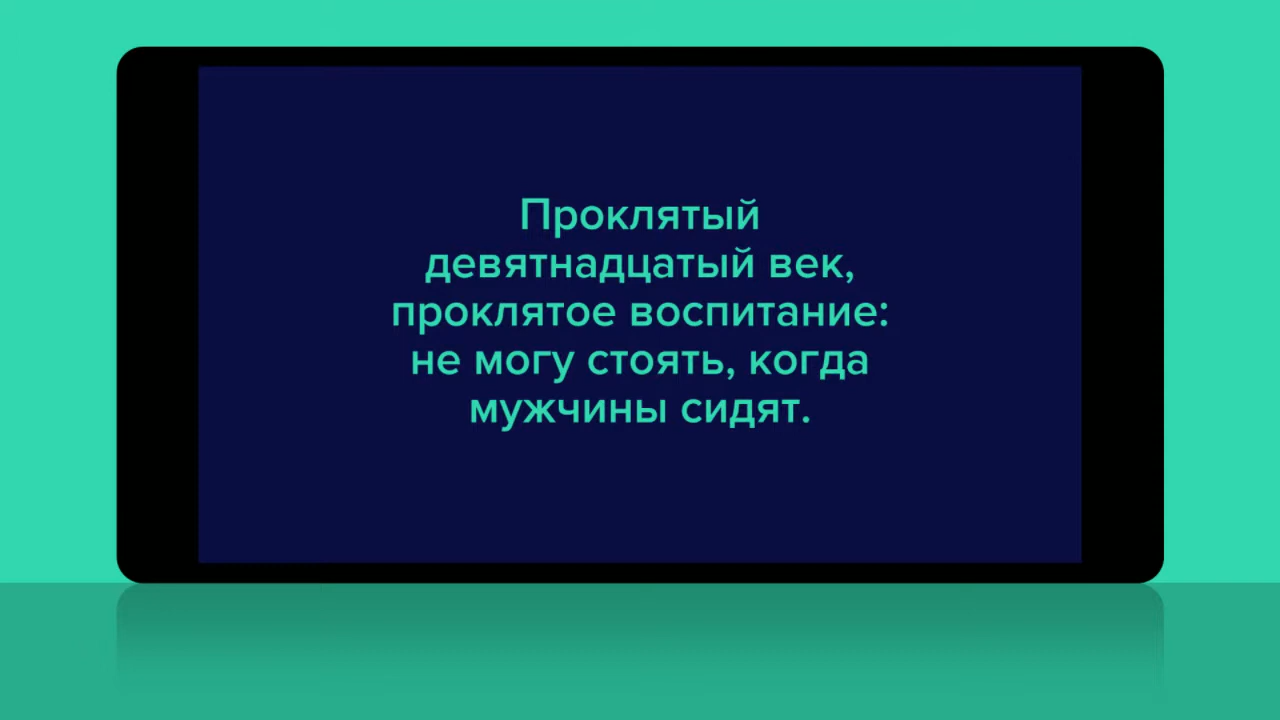 Проклятый
девятнадцатый век,
проклятое воспитание:
не могу стоять, когда
мужчины сидят.